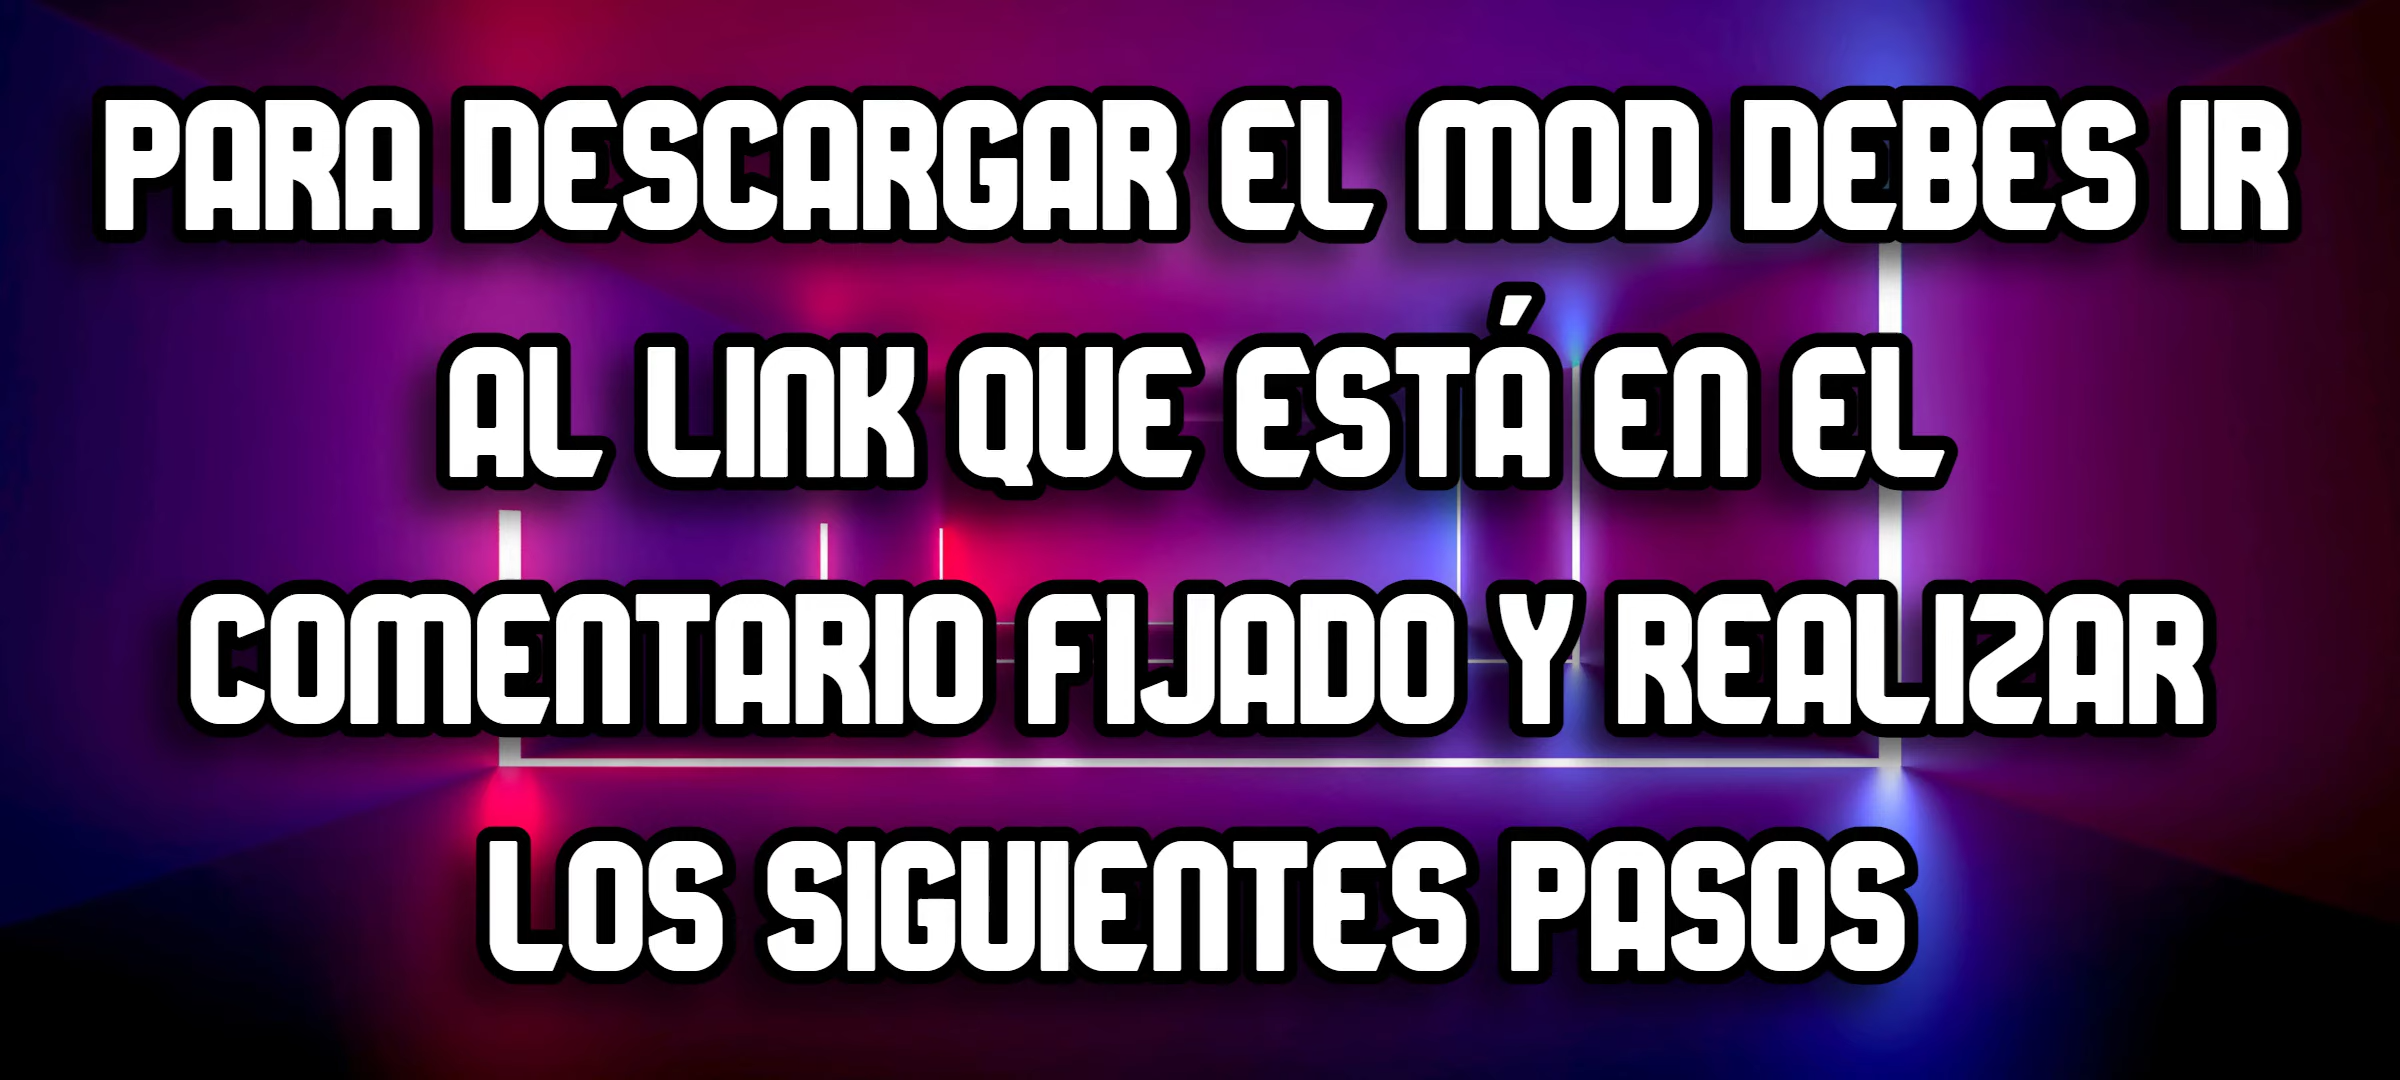 PARA DESCARGAR EL MOD DEBES IR
AL LINK QUE ESTÁ EN EL
COMENTARIO FIJADO Y REALIZAR
LOS SIGUIENTES PASOS